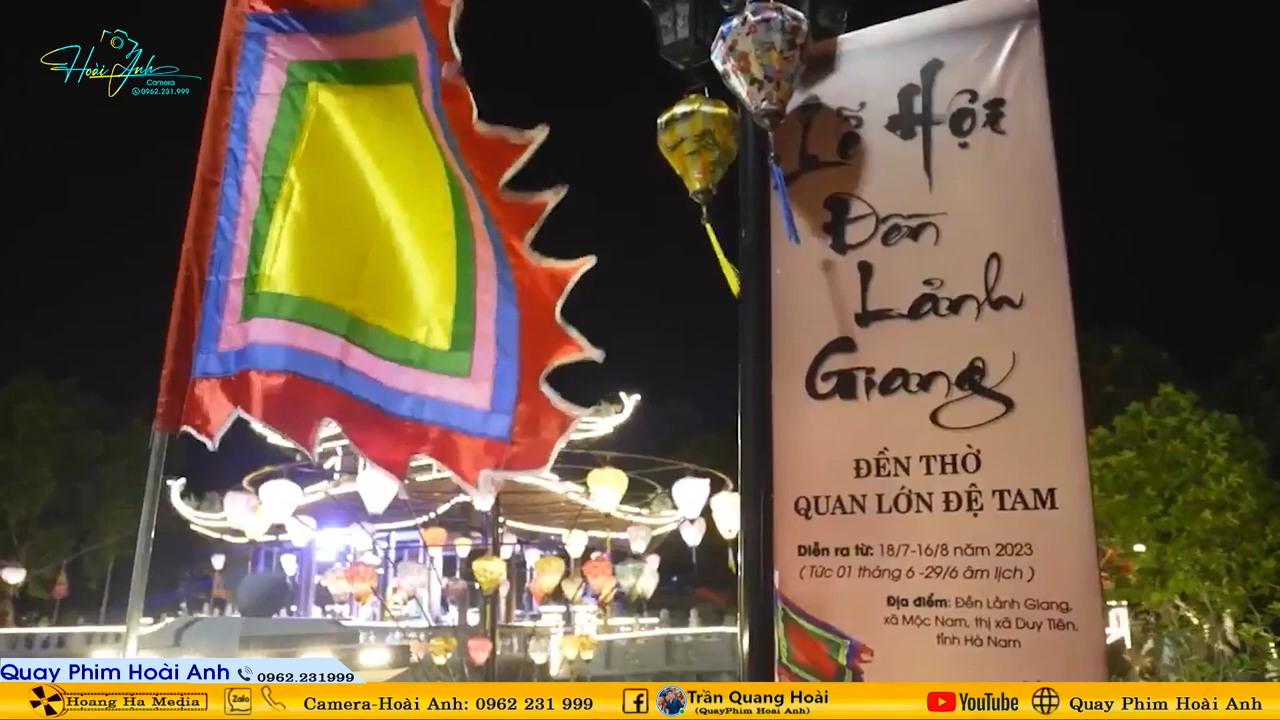 Hoài Anh
Camera
0962.231.999
Lễ Hội
Đền
Lảnh
Giang
ĐỀN THỜ
QUAN LỚN ĐỆ TAM
Diễn ra từ: 18/7-16/8 năm 2023
( Tức 01 tháng 6 -29/6 âm lịch )
Địa điểm: Đền Lảnh Giang,
xã Mộc Nam, thị xã Duy Tiên,
tỉnh Hà Nam
Quay Phim Hoài Anh 0962.231999
Hoang Ha Media Zalo Camera-Hoài Anh: 0962 231 999 Trần Quang Hoài YouTube Quay Phim Hoài Anh
(QuayPhim Hoai Anh)